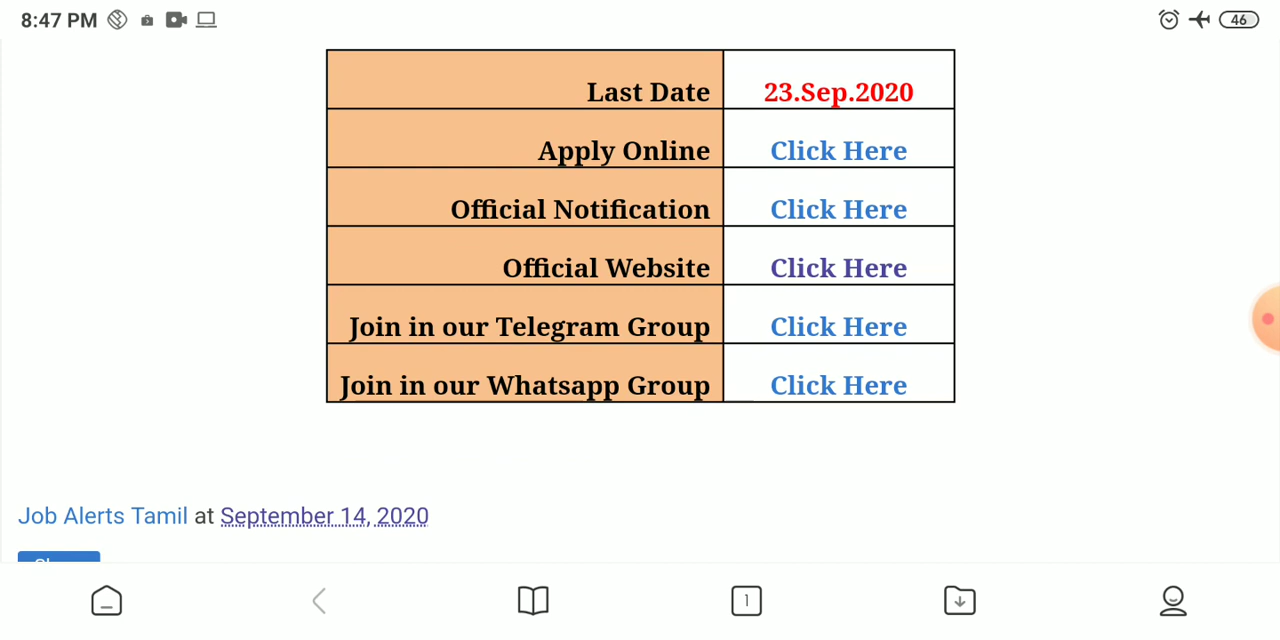 8:47 PM 46
Last Date 23.Sep.2020
Apply Online Click Here
Official Notification Click Here
Official Website Click Here
Join in our Telegram Group Click Here
Join in our Whatsapp Group Click Here
Job Alerts Tamil at September 14, 2020
1